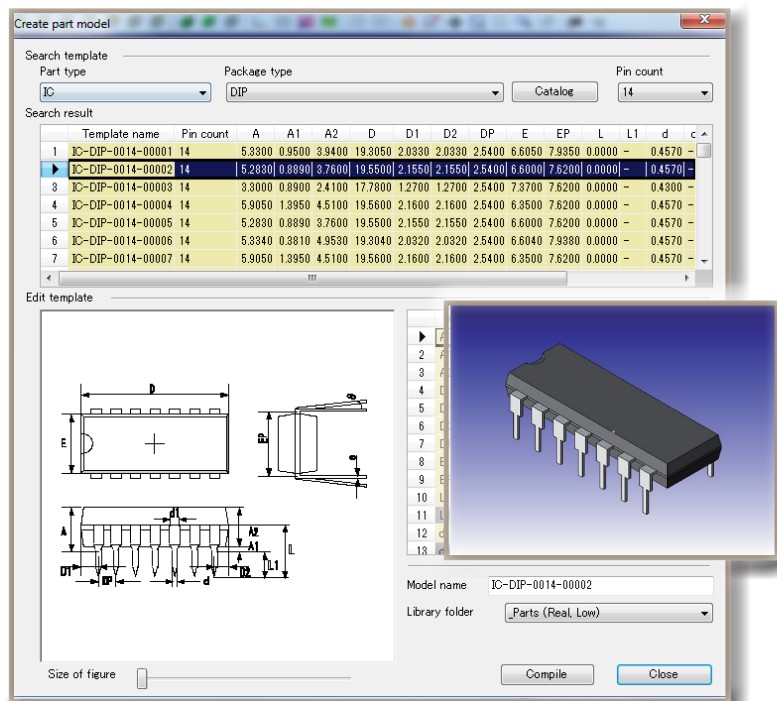 Create part model
X
Search template
Part type Package type Pin count
IC DIP Catalog 14
Search result
Template name Pin count A A1 A2 D D1 D2 DP E EP L L1 d
1 IC-DIP-0014-00001 14 5.3300 0.9500 3.9400 19.3050 2.0330 2.0330 2.5400 6.6050 7.9350 0.0000 - 0.4570 -
IC-DIP-0014-00002 14 5.2830 0.8890 3.7600 19.5500 2.1550 2.1550 2.5400 6.6000 7.6200 0.0000 - 0.4570 -
3 IC-DIP-0014-00003 14 3.3000 0.8900 2.4100 17.7800 1.2700 1.2700 2.5400 7.3700 7.6200 0.0000 - 0.4300 -
4 IC-DIP-0014-00004 14 5.9050 1.3950 4.5100 19.5600 2.1600 2.1600 2.5400 6.3500 7.6200 0.0000 - 0.4570 -
5 IC-DIP-0014-00005 14 5.2830 0.8890 3.7600 19.5500 2.1550 2.1550 2.5400 6.6000 7.6200 0.0000 - 0.4570 -
6 IC-DIP-0014-00006 14 5.3340 0.3810 4.9530 19.3040 2.0320 2.0320 2.5400 6.6040 7.9380 0.0000 - 0.4570 -
7 IC-DIP-0014-00007 14 5.9050 1.3950 4.5100 19.5600 2.1600 2.1600 2.5400 6.3500 7.6200 0.0000 - 0.4570 -
Edit template
D
E
EP
A
d1
A2
A1
L
L1
D1
DP
d
D2
2
3
4
5
6
7
8
9
10
11
12
13
Model name IC-DIP-0014-00002
Library folder _Parts (Real, Low)
Size of figure
Compile Close